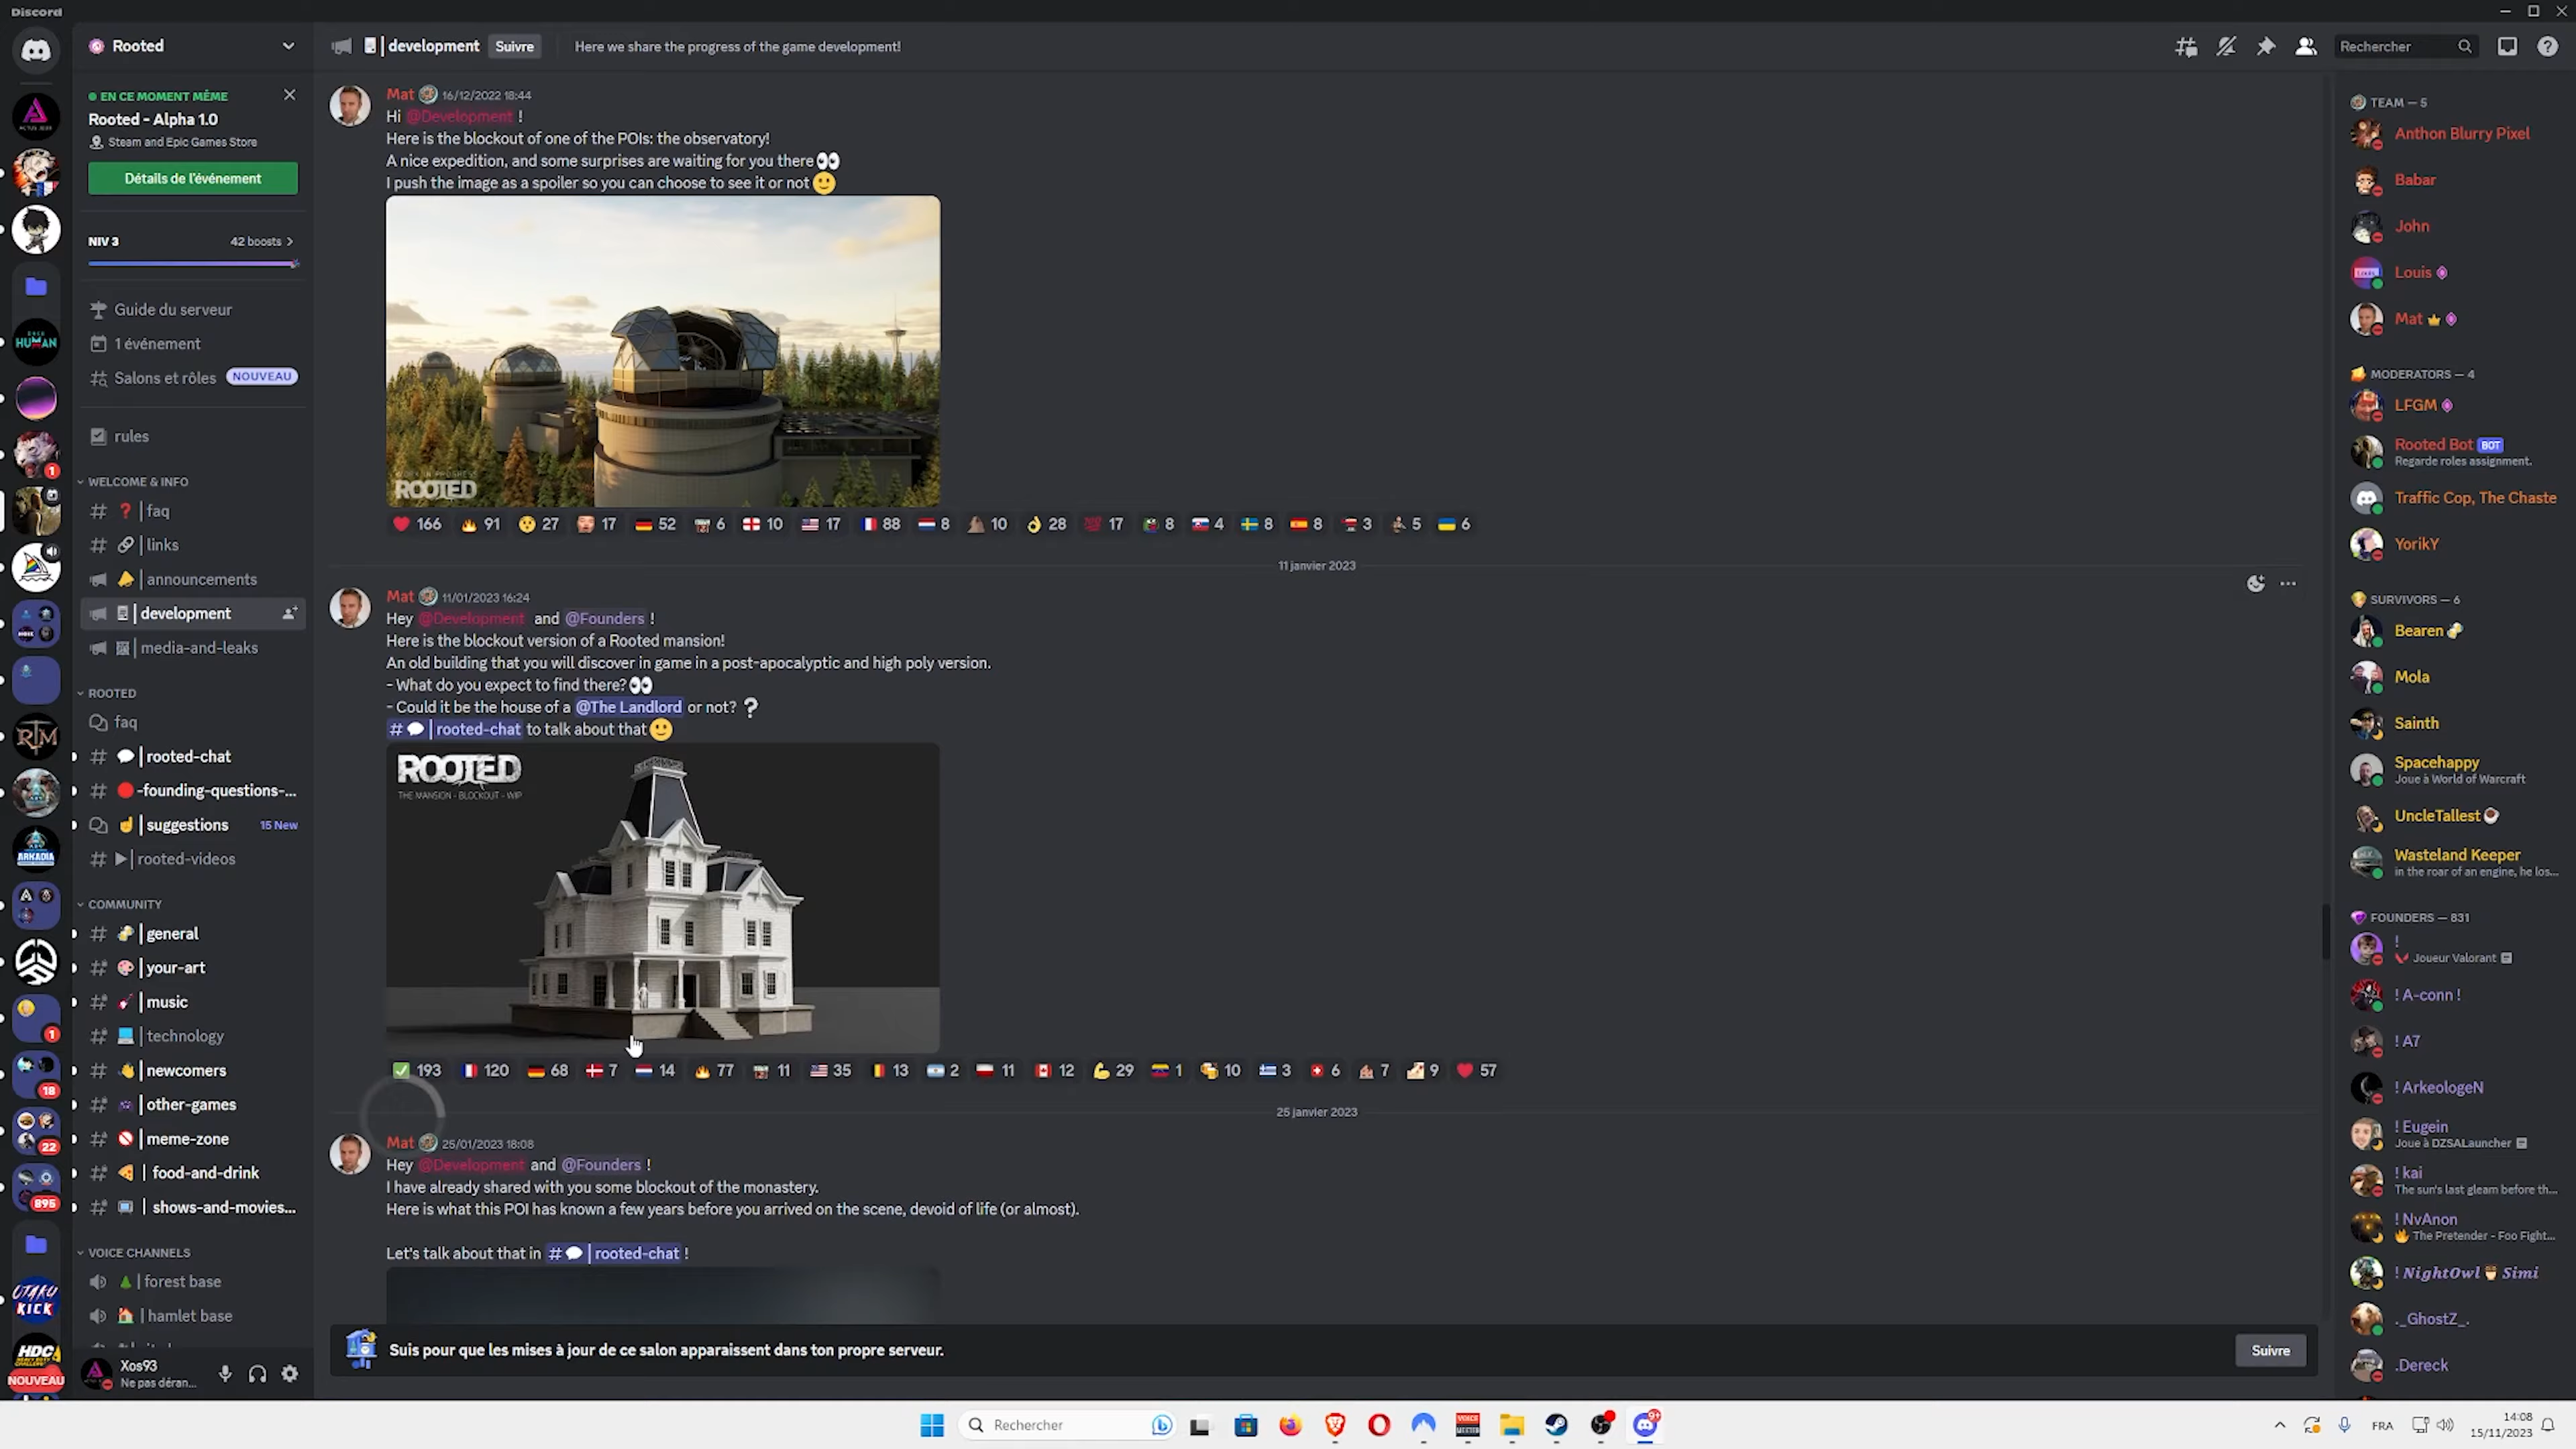 Discord
Rooted
EN CE MOMENT MÊME
Rooted - Alpha 1.0
Steam and Epic Games Store
Détails de l'événement
NIV 3
42 boosts
Guide du serveur
1 événement
Salons et rôles
NOUVEAU
rules
WELCOME & INFO
faq
links
announcements
development
media-and-leaks
ROOTED
faq
rooted-chat
-founding-questions-...
suggestions
15 New
rooted-videos
COMMUNITY
general
your-art
music
technology
newcomers
other-games
meme-zone
food-and-drink
shows-and-movies...
VOICE CHANNELS
forest base
hamlet base
Xos93
Ne pas déran...
HUMAN
1
RTM
ARKADIA
1
18
22
895
OTAKU
KICK
HDC
NOUVEAU
development
Suivre
Here we share the progress of the game development!
Rechercher
Mat 16/12/2022 18:44
Hi @Development !
Here is the blockout of one of the POIs: the observatory!
A nice expedition, and some surprises are waiting for you there
I push the image as a spoiler so you can choose to see it or not
WORK IN PROGRESS
ROOTED
166 91 27 17 52 6 10 17 88 8 10 28 17 8 4 8 8 3 5 6
11 janvier 2023
Mat 11/01/2023 16:24
Hey @Development and @Founders !
Here is the blockout version of a Rooted mansion!
An old building that you will discover in game in a post-apocalyptic and high poly version.
- What do you expect to find there?
- Could it be the house of a @The Landlord or not? ?
# rooted-chat to talk about that
ROOTED
THE MANSION - BLOCKOUT - WIP
193 120 68 7 14 77 11 35 13 2 11 12 29 1 10 3 6 7 9 57
25 janvier 2023
Mat 25/01/2023 18:08
Hey @Development and @Founders !
I have already shared with you some blockout of the monastery.
Here is what this POI has known a few years before you arrived on the scene, devoid of life (or almost).
Let's talk about that in # rooted-chat !
Suis pour que les mises à jour de ce salon apparaissent dans ton propre serveur.
Suivre
TEAM — 5
Anthon Blurry Pixel
Babar
John
Louis
Mat
MODERATORS — 4
LFGM
Rooted Bot BOT
Regarde roles assignment.
Traffic Cop, The Chaste
YorikY
SURVIVORS — 6
Bearen
Mola
Sainth
Spacehappy
Joue à World of Warcraft
UncleTallest
Wasteland Keeper
in the roar of an engine, he los...
FOUNDERS — 831
!
Joueur Valorant
! A-conn !
! A7
! ArkeologeN
! Eugein
Joue à DZSALauncher
! kai
The sun's last gleam before th...
! NvAnon
The Pretender - Foo Fight...
! NightOwl Simi
._GhostZ_.
.Dereck
Rechercher
VOICE
MEETER
9+
FRA
14:08
15/11/2023